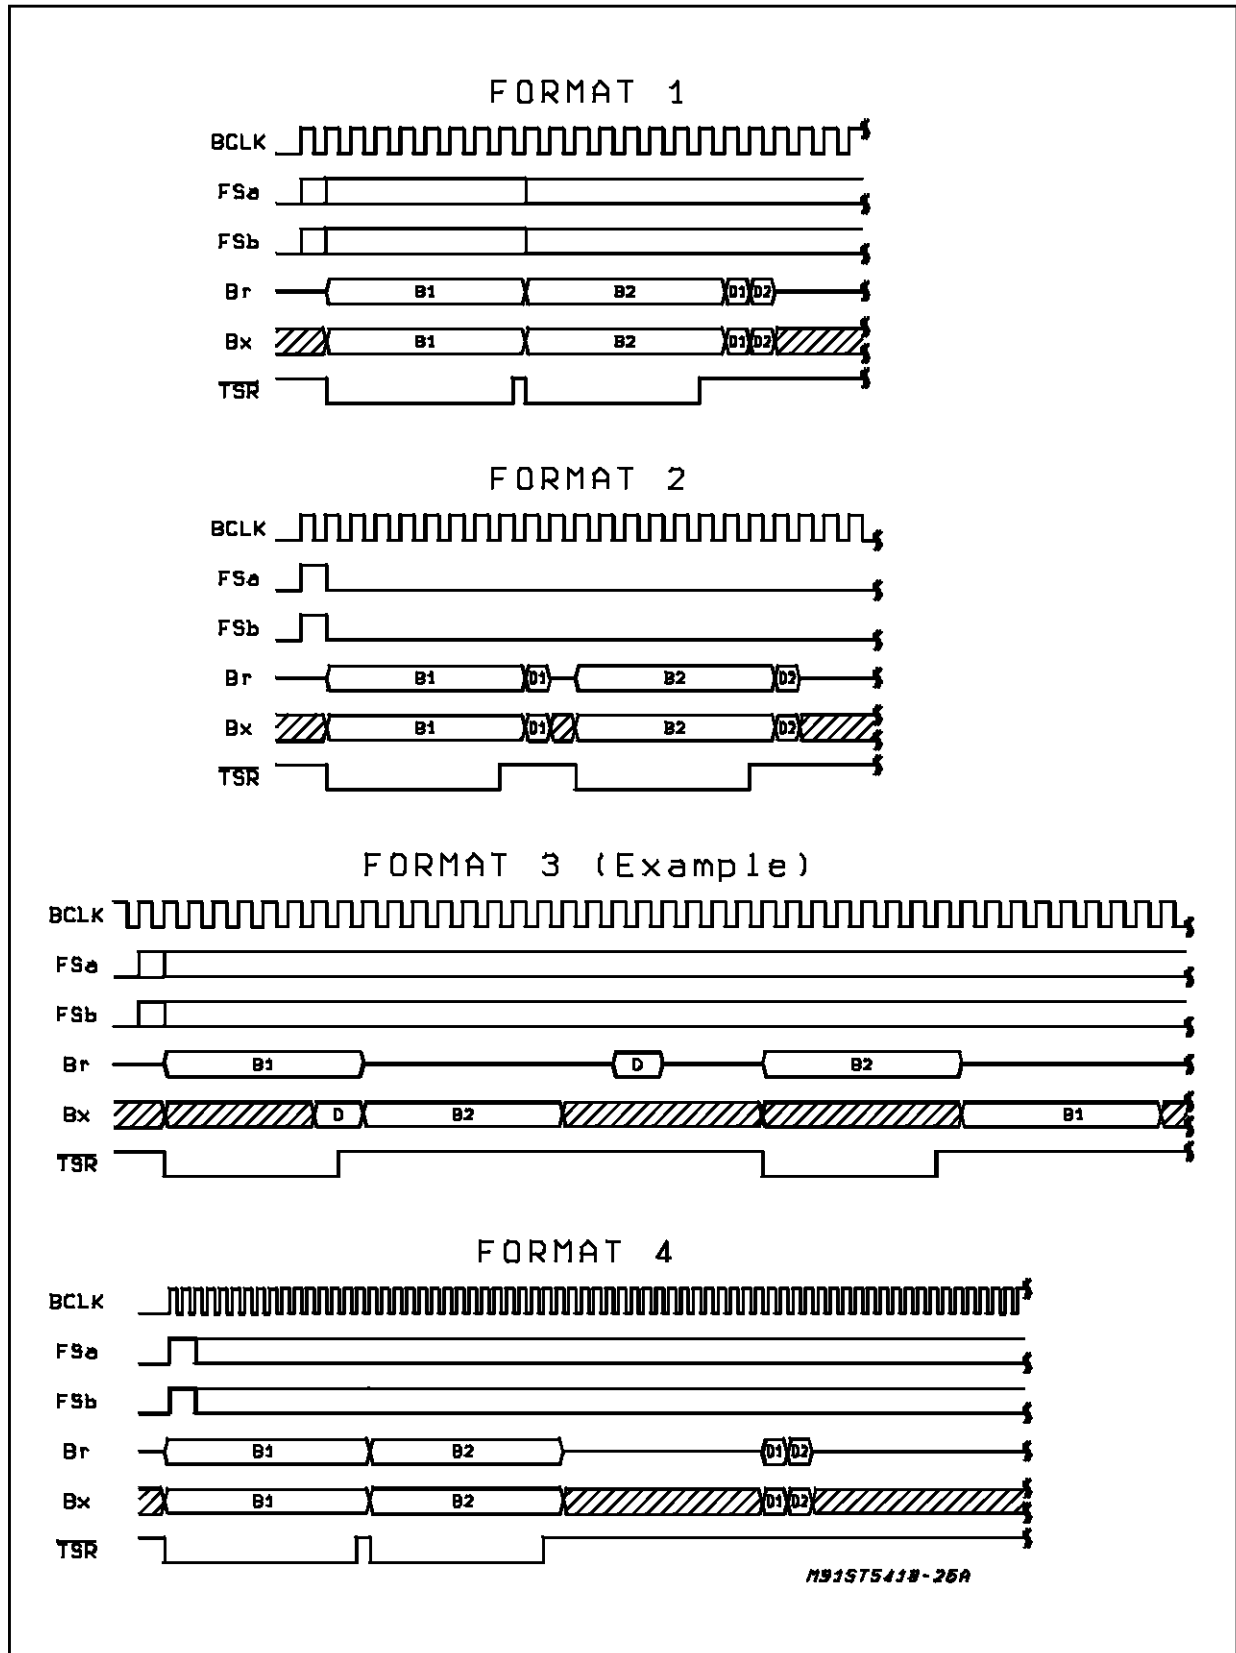 FORMAT 1
BCLK
FSa
FSb
Br B1 B2 D1 D2
Bx B1 B2 D1 D2
TSR
FORMAT 2
BCLK
FSa
FSb
Br B1 D1 B2 D2
Bx B1 D1 B2 D2
TSR
FORMAT 3 (Example)
BCLK
FSa
FSb
Br B1 D B2
Bx D B2 B1
TSR
FORMAT 4
BCLK
FSa
FSb
Br B1 B2 D1 D2
Bx B1 B2 D1 D2
TSR